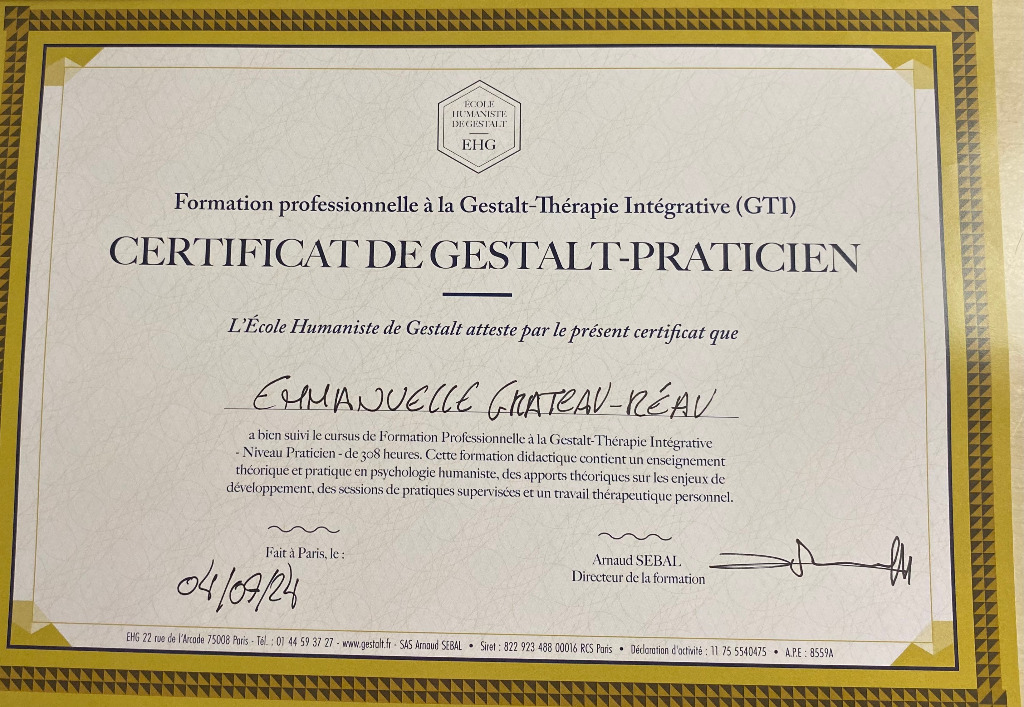 ÉCOLE
HUMANISTE
DE GESTALT
EHG
Formation professionnelle à la Gestalt-Thérapie Intégrative (GTI)
CERTIFICAT DE GESTALT-PRATICIEN
L'École Humaniste de Gestalt atteste par le présent certificat que
EMMANUELLE GRATEAU-RÉAU
a bien suivi le cursus de Formation Professionnelle à la Gestalt-Thérapie Intégrative
- Niveau Praticien - de 308 heures. Cette formation didactique contient un enseignement
théorique et pratique en psychologie humaniste, des apports théoriques sur les enjeux de
développement, des sessions de pratiques supervisées et un travail thérapeutique personnel.
Fait à Paris, le :
04/07/24
Arnaud SEBAL
Directeur de la formation
EHG 22 rue de l'Arcade 75008 Paris - Tél. : 01 44 59 37 27 - www.gestalt.fr - SAS Arnaud SEBAL • Siret : 822 923 488 00016 RCS Paris • Déclaration d'activité : 11 75 5540475 • A.P.E : 8559A